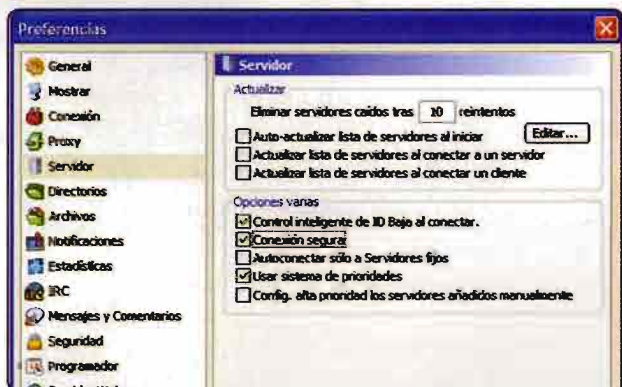 Preferencias
General
Mostrar
Conexión
Proxy
Servidor
Directorios
Archivos
Notificaciones
Estadísticas
IRC
Mensajes y Comentarios
Seguridad
Programador
Servidor
Actualizar
Eliminar servidores caídos tras 10 reintentos
Auto-actualizar lista de servidores al iniciar Editar...
Actualizar lista de servidores al conectar a un servidor
Actualizar lista de servidores al conectar un cliente
Opciones varias
Control inteligente de ID Baja al conectar.
Conexión segura
Autoconectar sólo a Servidores fijos
Usar sistema de prioridades
Config. alta prioridad los servidores añadidos manualmente